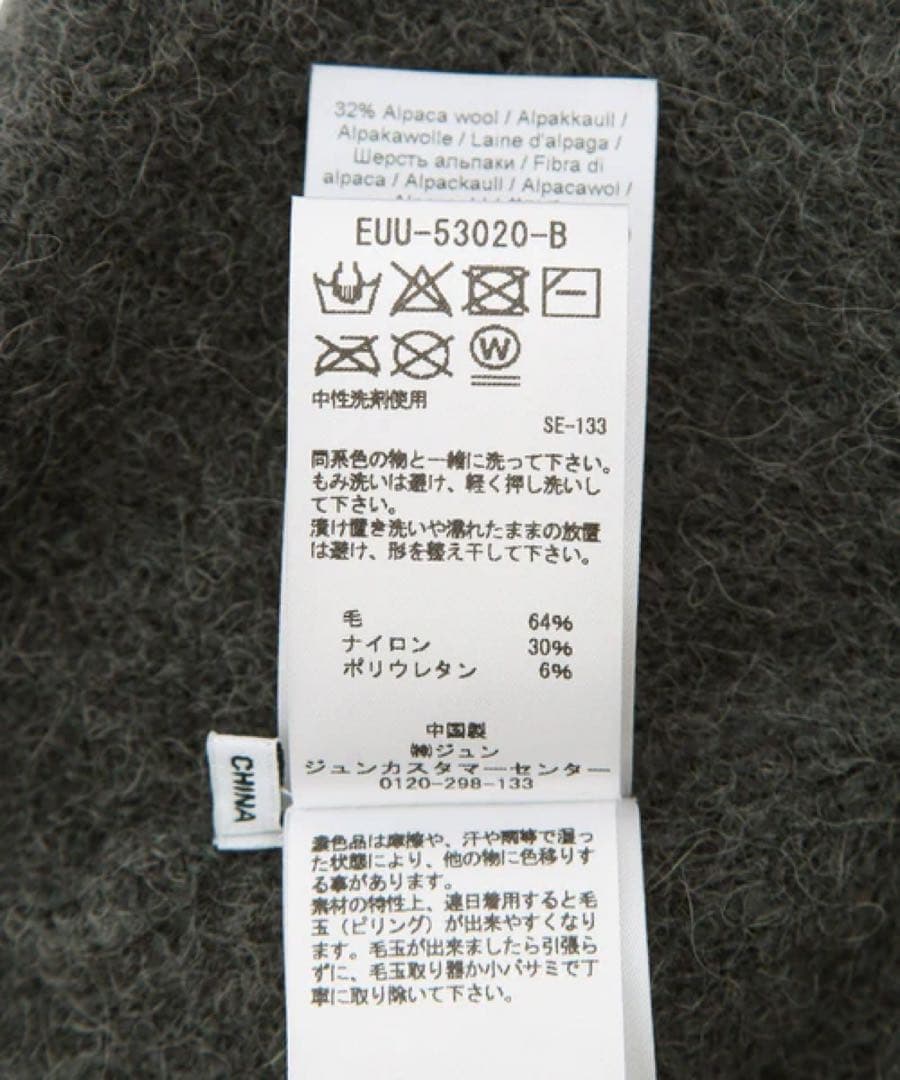 32% Alpaca wool / Alpakkaull /
Alpakawolle / Laine d'alpaga /
Шерсть альпаки / Fibra di
alpaca / Alpackaull / Alpacawol /
EUU-53020-B
W
中性洗剤使用
SE-133
同系色の物と一緒に洗って下さい。
もみ洗いは避け、軽く押し洗いし
て下さい。
漬け置き洗いや濡れたままの放置
は避け、形を整え干して下さい。
毛 64%
ナイロン 30%
ポリウレタン 6%
中国製
㈱ジュン
ジュンカスタマーセンター
0120-298-133
CHINA
濃色品は摩擦や、汗や雨等で湿っ
た状態により、他の物に色移りす
る事があります。
素材の特性上、連日着用すると毛
玉（ピリング）が出来やすくなり
ます。毛玉が出来ましたら引張ら
ずに、毛玉取り器か小バサミで丁
寧に取り除いて下さい。